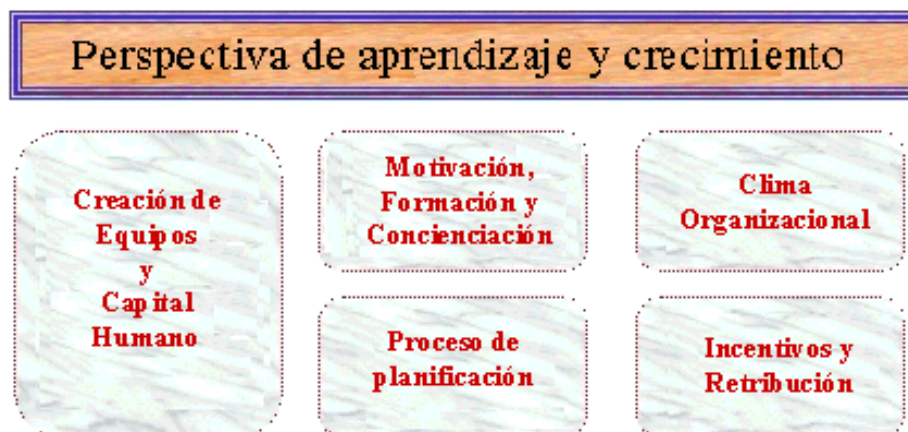 Perspectiva de aprendizaje y crecimiento
Creación de
Equipos
y
Capital
Humano
Motivación,
Formación y
Concienciación
Clima
Organizacional
Proceso de
planificación
Incentivos y
Retribución